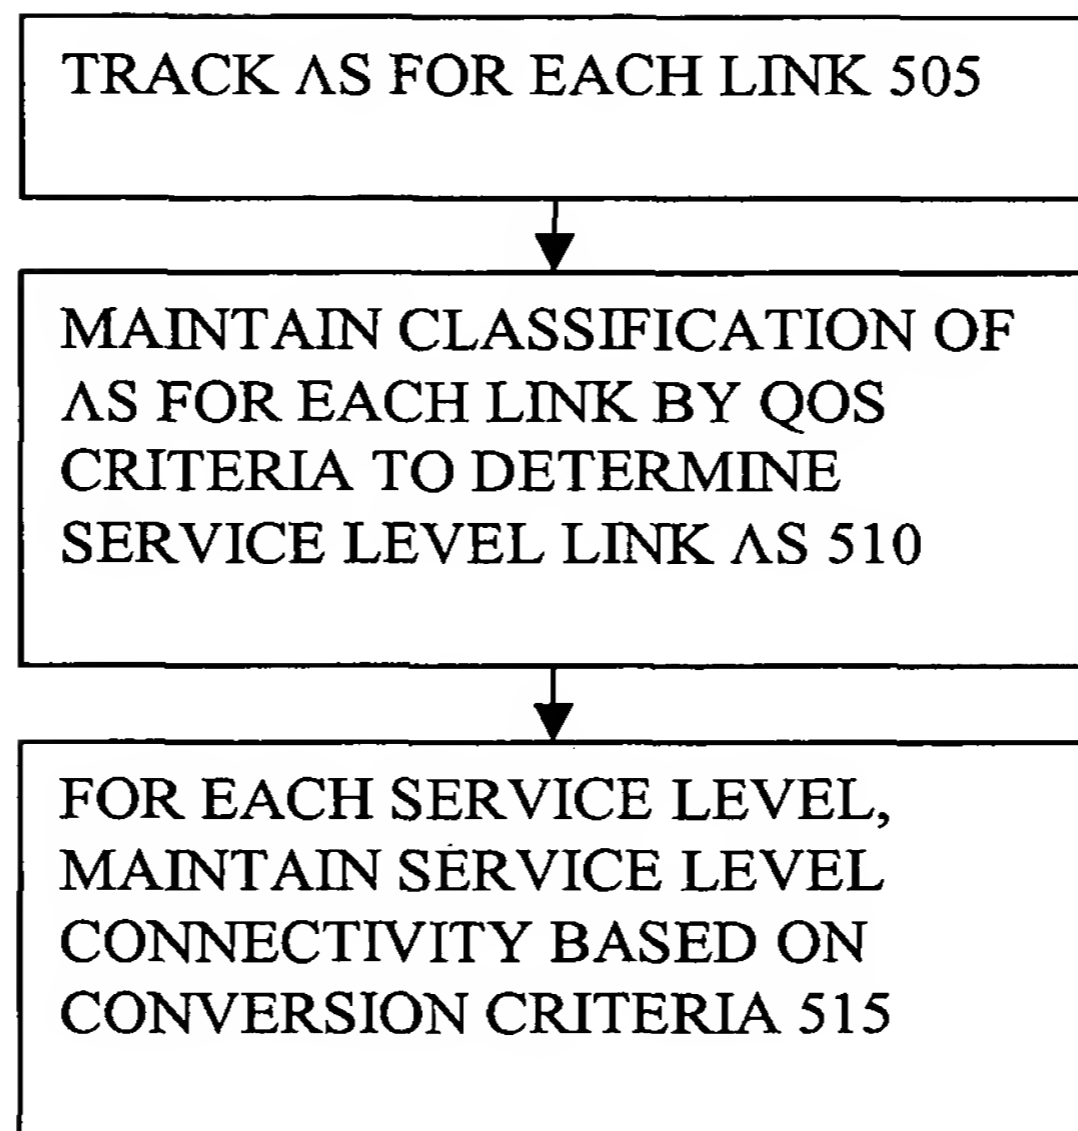 TRACK ΛS FOR EACH LINK 505
MAINTAIN CLASSIFICATION OF
ΛS FOR EACH LINK BY QOS
CRITERIA TO DETERMINE
SERVICE LEVEL LINK ΛS 510
FOR EACH SERVICE LEVEL,
MAINTAIN SERVICE LEVEL
CONNECTIVITY BASED ON
CONVERSION CRITERIA 515